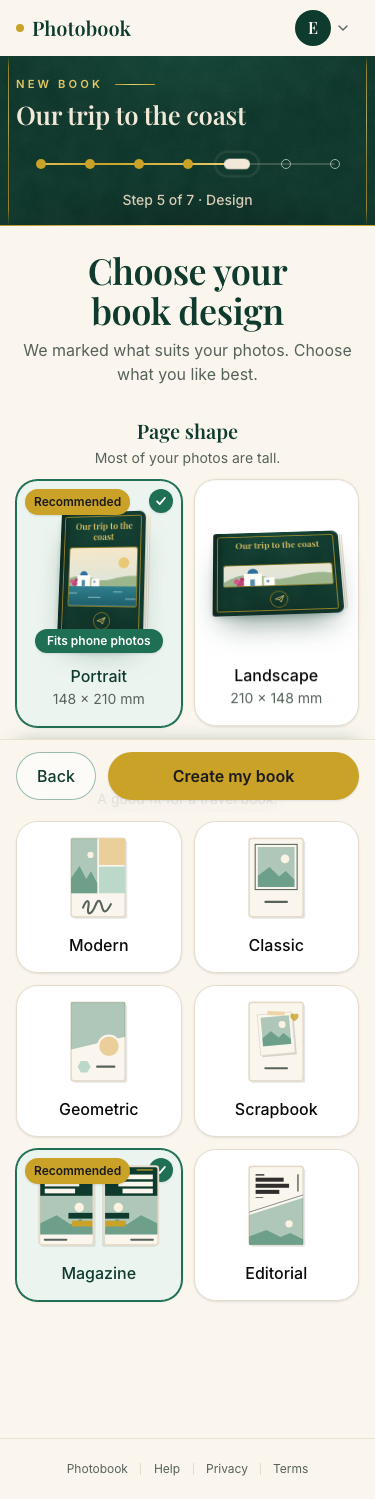 Photobook
E
NEW BOOK
Our trip to the coast
Step 5 of 7 · Design
Choose your
book design
We marked what suits your photos. Choose
what you like best.
Page shape
Most of your photos are tall.
Recommended
Our trip to the
coast
Fits phone photos
Portrait
148 × 210 mm
Our trip to the coast
Landscape
210 × 148 mm
Back
Create my book
A good fit for a travel book.
Modern
Classic
Geometric
Scrapbook
Recommended
Magazine
Editorial
Photobook
Help
Privacy
Terms